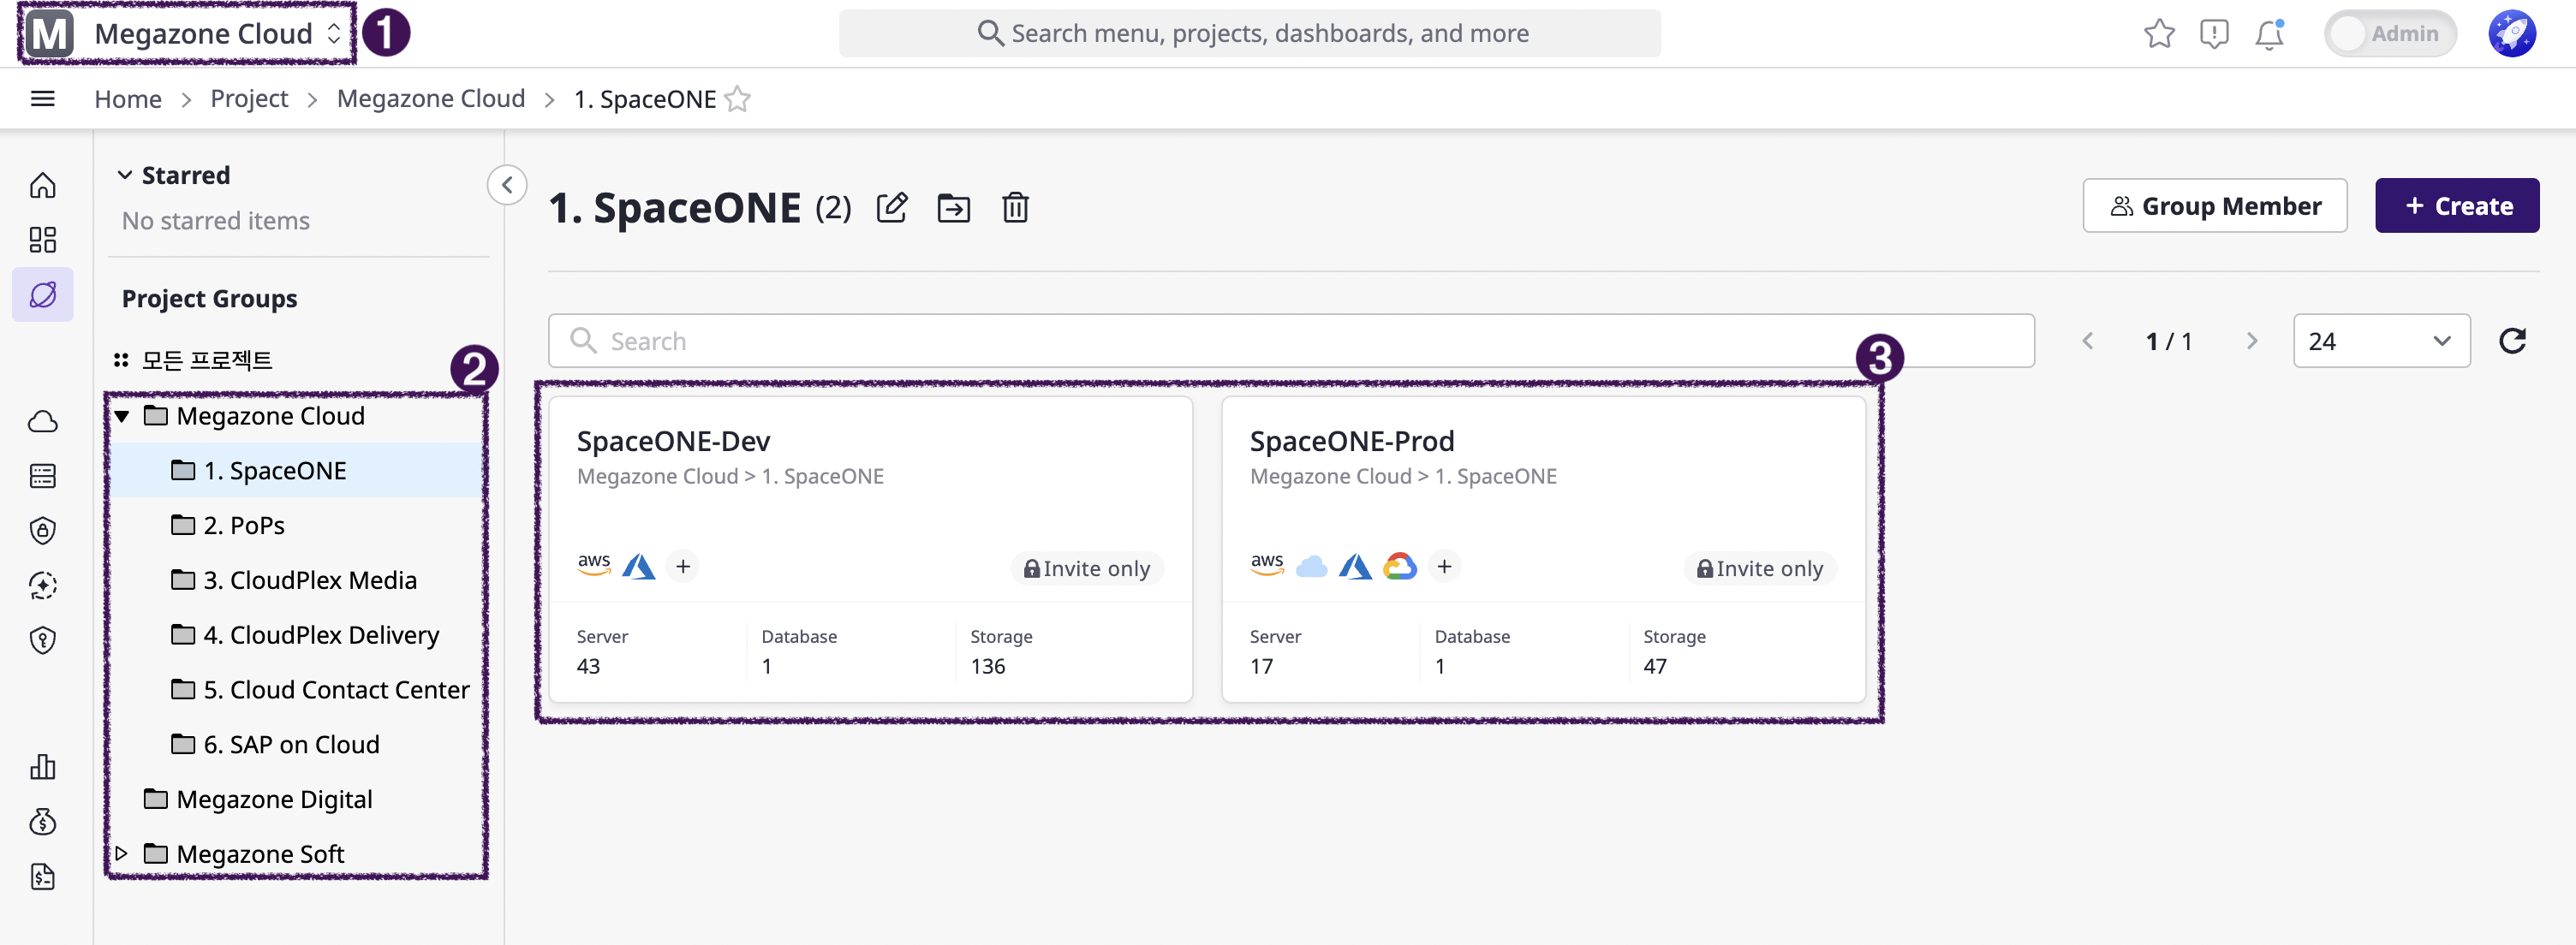 M Megazone Cloud 1
Search menu, projects, dashboards, and more
Admin
Home > Project > Megazone Cloud > 1. SpaceONE
Starred
No starred items
Project Groups
모든 프로젝트
2
Megazone Cloud
1. SpaceONE
2. PoPs
3. CloudPlex Media
4. CloudPlex Delivery
5. Cloud Contact Center
6. SAP on Cloud
Megazone Digital
Megazone Soft
1. SpaceONE (2)
Group Member
+ Create
Search
1 / 1
24
3
SpaceONE-Dev
Megazone Cloud > 1. SpaceONE
aws
+
Invite only
Server Database Storage
43 1 136
SpaceONE-Prod
Megazone Cloud > 1. SpaceONE
aws
+
Invite only
Server Database Storage
17 1 47